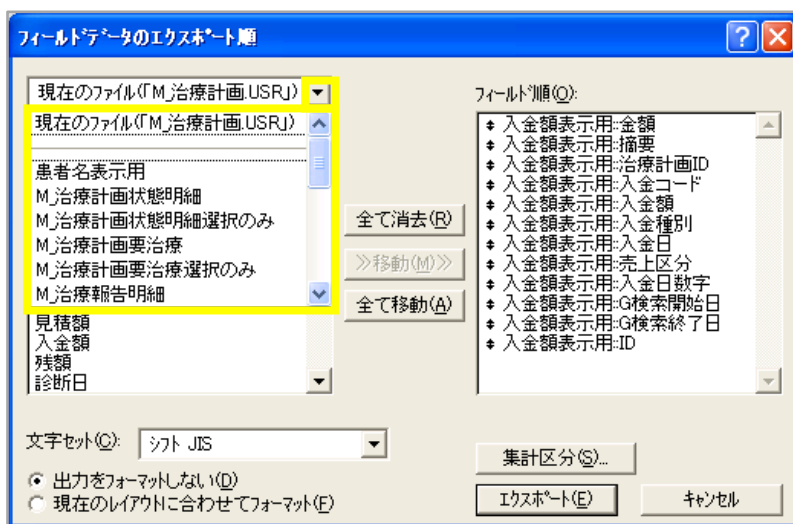 フィールドデータのエクスポート順
現在のファイル(「M_治療計画.USR」)
現在のファイル(「M_治療計画.USR」)
患者名表示用
M_治療計画状態明細
M_治療計画状態明細選択のみ
M_治療計画要治療
M_治療計画要治療選択のみ
M_治療報告明細
見積額
入金額
残額
診断日
全て消去(R)
≫移動(M)≫
全て移動(A)
フィールド順(O):
入金額表示用::金額
入金額表示用::摘要
入金額表示用::治療計画ID
入金額表示用::入金コード
入金額表示用::入金額
入金額表示用::入金種別
入金額表示用::入金日
入金額表示用::売上区分
入金額表示用::入金日数字
入金額表示用::G検索開始日
入金額表示用::G検索終了日
入金額表示用::ID
文字セット(C): シフト JIS
出力をフォーマットしない(D)
現在のレイアウトに合わせてフォーマット(F)
集計区分(S)...
エクスポート(E)
キャンセル